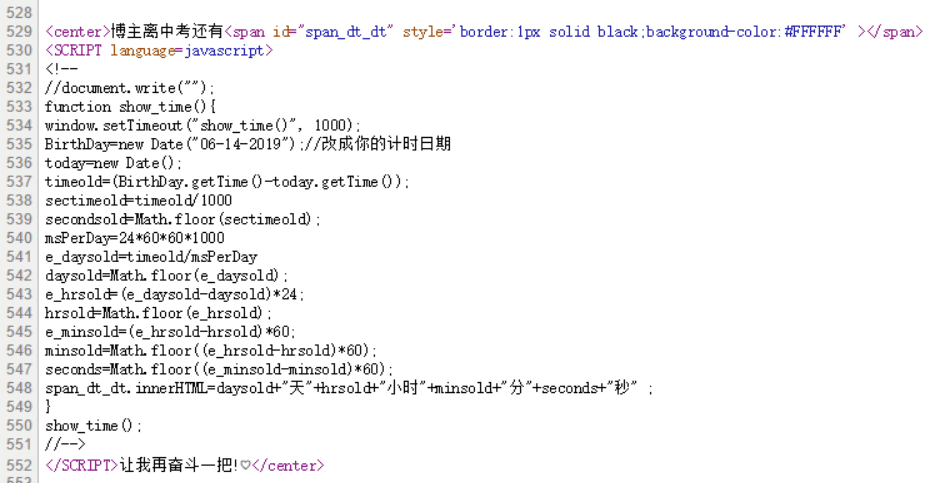 528
529 <center>博主离中考还有<span id="span_dt_dt" style='border:1px solid black;background-color:#FFFFFF' ></span>
530 <SCRIPT language=javascript>
531 <!--
532 //document.write("");
533 function show_time(){
534 window.setTimeout("show_time()", 1000);
535 BirthDay=new Date("06-14-2019");//改成你的计时日期
536 today=new Date();
537 timeold=(BirthDay.getTime()-today.getTime());
538 sectimeold=timeold/1000
539 secondsold=Math.floor(sectimeold);
540 msPerDay=24*60*60*1000
541 e_daysold=timeold/msPerDay
542 daysold=Math.floor(e_daysold);
543 e_hrsold=(e_daysold-daysold)*24;
544 hrsold=Math.floor(e_hrsold);
545 e_minsold=(e_hrsold-hrsold)*60;
546 minsold=Math.floor((e_hrsold-hrsold)*60);
547 seconds=Math.floor((e_minsold-minsold)*60);
548 span_dt_dt.innerHTML=daysold+"天"+hrsold+"小时"+minsold+"分"+seconds+"秒" ;
549 }
550 show_time();
551 //-->
552 </SCRIPT>让我再奋斗一把!♡</center>